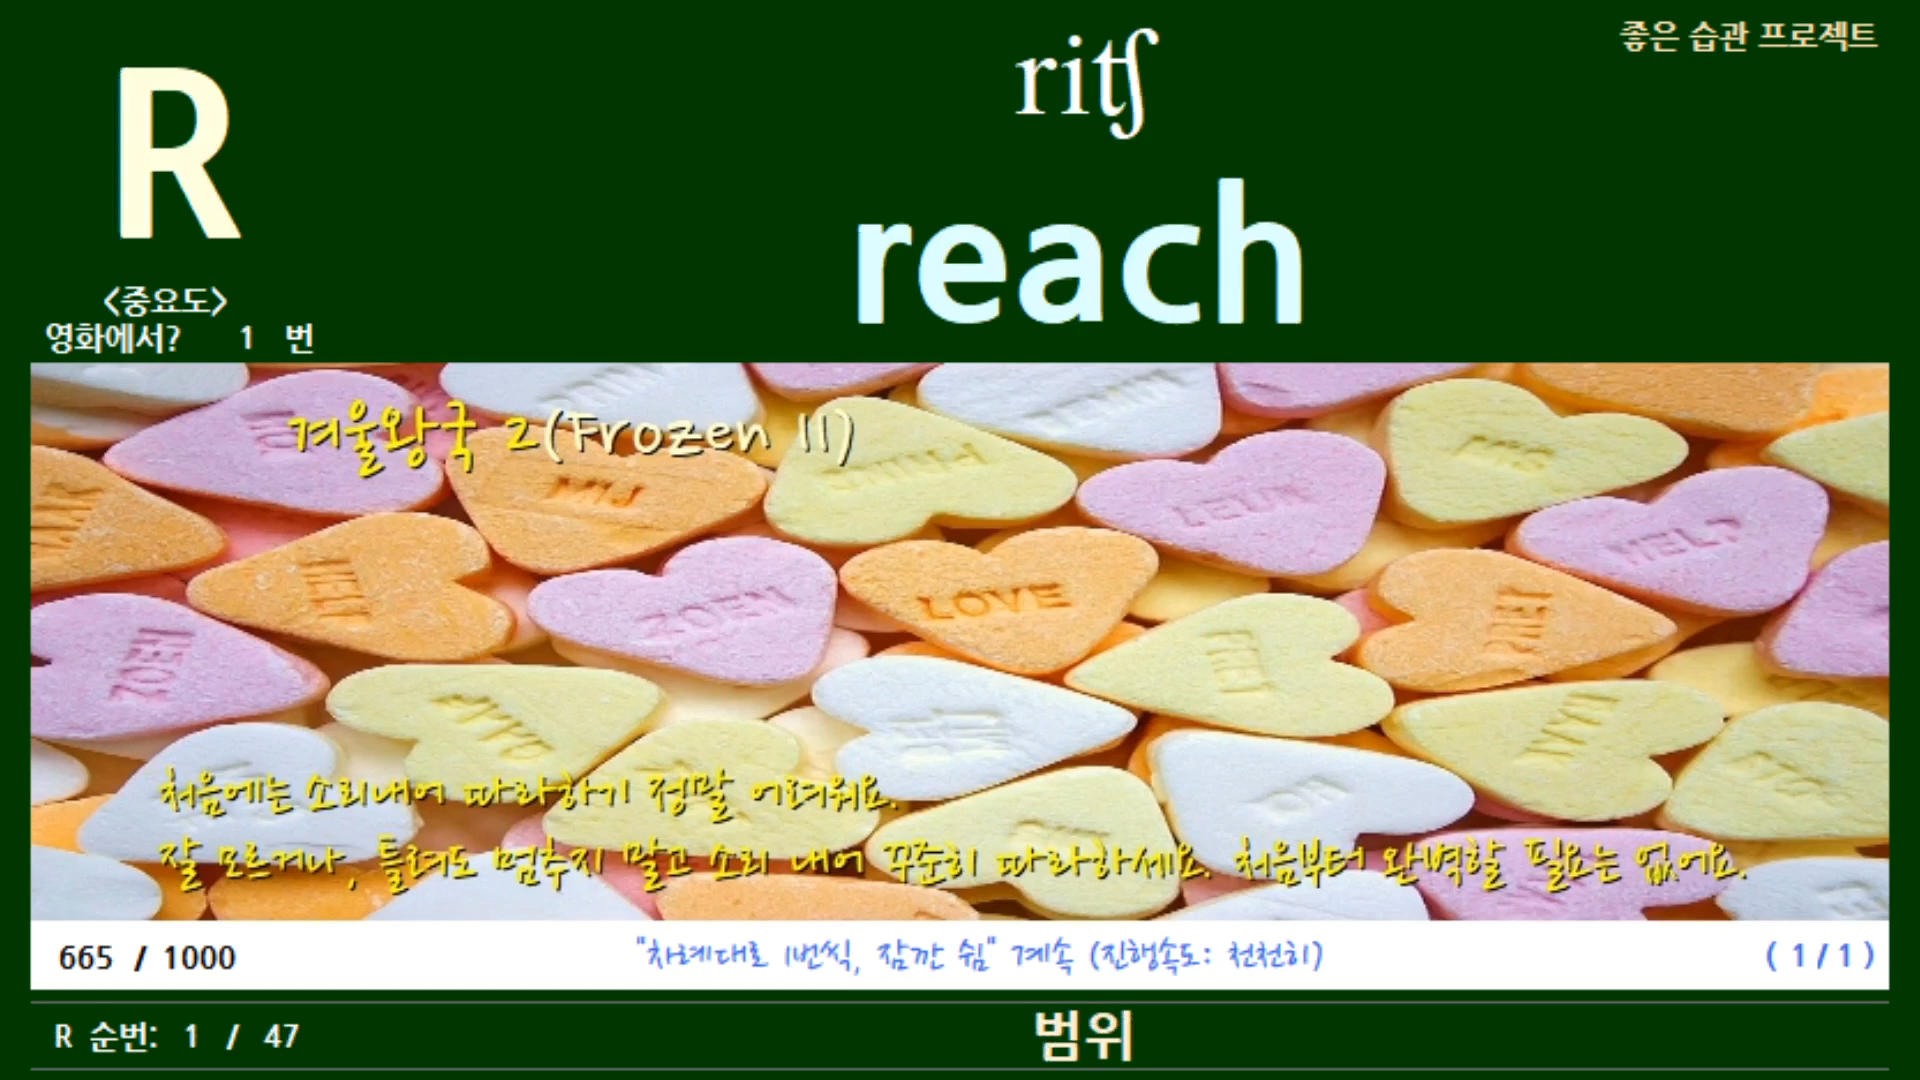 좋은 습관 프로젝트
R
ritʃ
reach
<중요도>
영화에서? 1 번
겨울왕국 2(Frozen II)
MIJ
LEUK
HELP
ZOEN
LOVE
처음에는 소리내어 따라하기 정말 어려워요.
잘 모르거나, 틀려도 멈추지 말고 소리 내어 꾸준히 따라하세요. 처음부터 완벽할 필요는 없어요.
665 / 1000
"차례대로 1번씩, 잠깐 쉼" 계속 (진행속도: 천천히)
( 1 / 1 )
R 순번: 1 / 47
범위